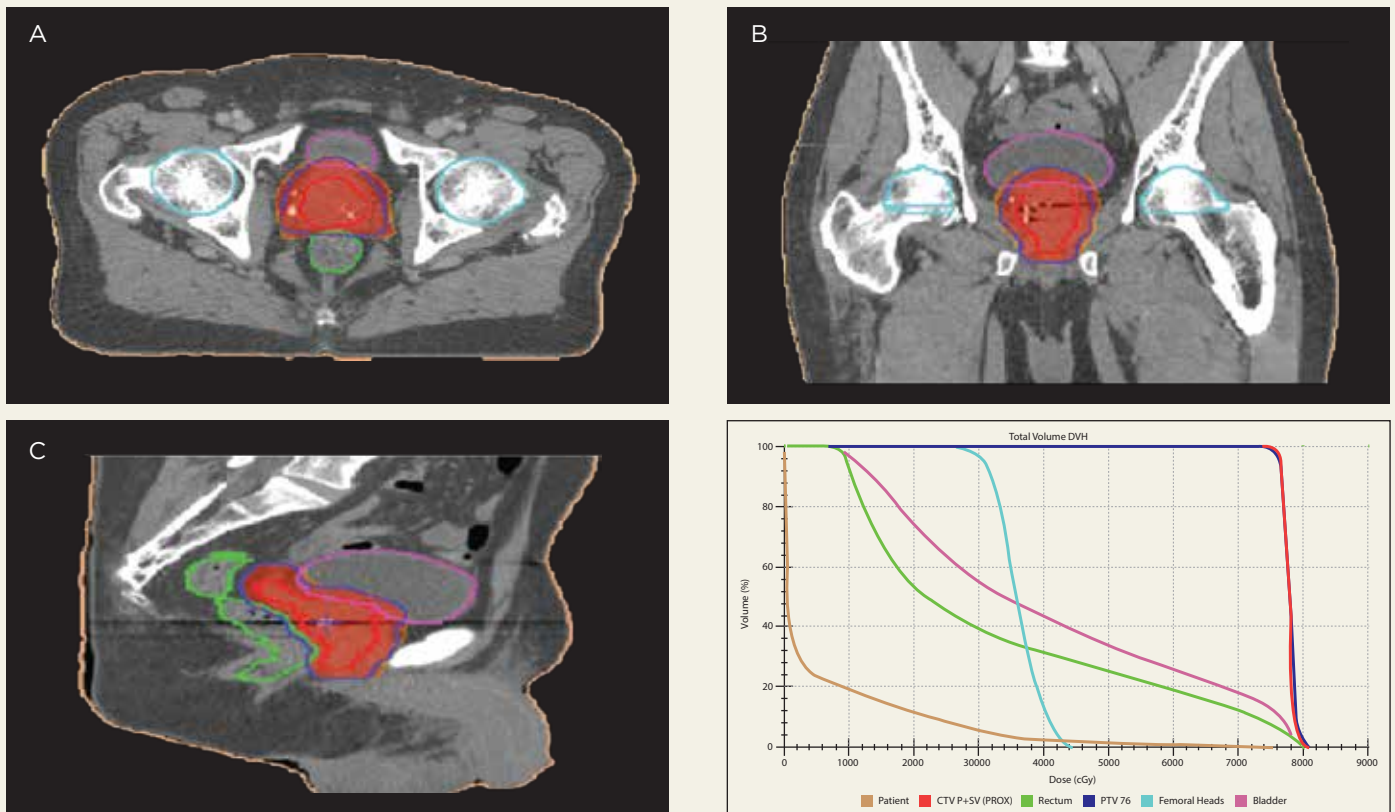 A
B
C
Total Volume DVH
Volume (%)
100
80
60
40
20
0
0 1000 2000 3000 4000 5000 6000 7000 8000 9000
Dose (cGy)
Patient CTV P+SV (PROX) Rectum PTV 76 Femoral Heads Bladder